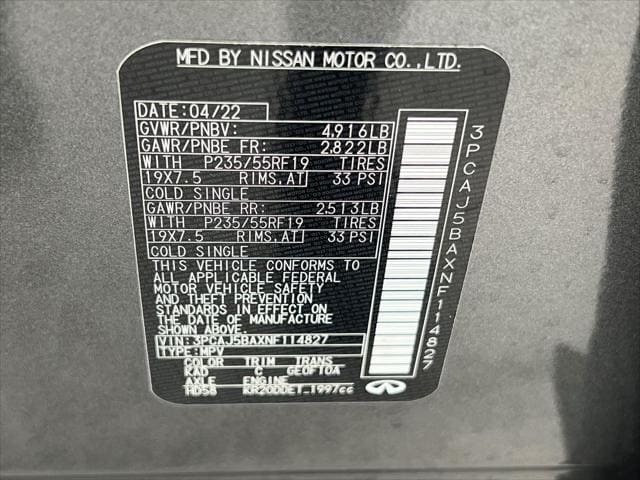 MFD BY NISSAN MOTOR CO.,LTD.
DATE: 04/22
GVWR/PNBV: 4,916LB
GAWR/PNBE FR: 2,822LB
WITH P235/55RF19 TIRES
19X7.5 RIMS,AT 33 PSI
COLD SINGLE
GAWR/PNBE RR: 2,513LB
WITH P235/55RF19 TIRES
19X7.5 RIMS,AT 33 PSI
COLD SINGLE
THIS VEHICLE CONFORMS TO
ALL APPLICABLE FEDERAL
MOTOR VEHICLE SAFETY
AND THEFT PREVENTION
STANDARDS IN EFFECT ON
THE DATE OF MANUFACTURE
SHOWN ABOVE.
VIN: 3PCAJ5BAXNF114827
TYPE: MPV
COLOR TRIM TRANS
KAD C GE0F10A
AXLE ENGINE
HD58 KR20DDET 1997cc
3PCAJ5BAXNF114827